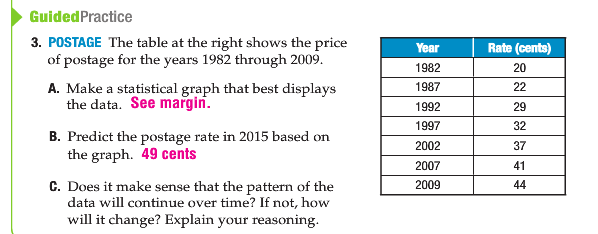 GuidedPractice
3. POSTAGE The table at the right shows the price
of postage for the years 1982 through 2009.
A. Make a statistical graph that best displays
the data. See margin.
B. Predict the postage rate in 2015 based on
the graph. 49 cents
C. Does it make sense that the pattern of the
data will continue over time? If not, how
will it change? Explain your reasoning.
Year Rate (cents)
1982 20
1987 22
1992 29
1997 32
2002 37
2007 41
2009 44